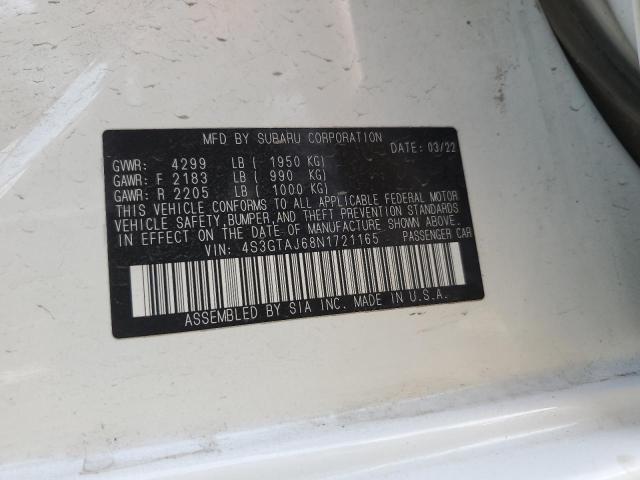 MFD BY SUBARU CORPORATION
DATE: 03/22
GVWR: 4299 LB ( 1950 KG)
GAWR: F 2183 LB ( 990 KG)
GAWR: R 2205 LB ( 1000 KG)
THIS VEHICLE CONFORMS TO ALL APPLICABLE FEDERAL MOTOR
VEHICLE SAFETY, BUMPER, AND THEFT PREVENTION STANDARDS
IN EFFECT ON THE DATE OF MANUFACTURE SHOWN ABOVE.
VIN: 4S3GTAJ68N1721165 PASSENGER CAR
ASSEMBLED BY SIA INC. MADE IN U.S.A.